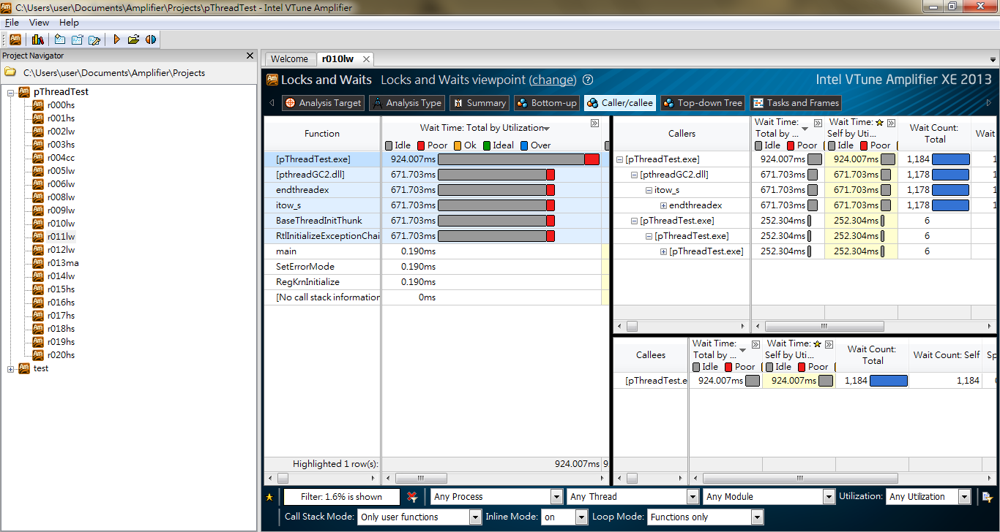 C:\Users\user\Documents\Amplifier\Projects\pThreadTest - Intel VTune Amplifier
File View Help
Project Navigator
C:\Users\user\Documents\Amplifier\Projects
pThreadTest
r000hs
r001hs
r002lw
r003hs
r004cc
r005lw
r006lw
r008lw
r009lw
r010lw
r011lw
r012lw
r013ma
r014lw
r015hs
r016hs
r017hs
r018hs
r019hs
r020hs
test
Welcome r010lw
Locks and Waits Locks and Waits viewpoint (change) Intel VTune Amplifier XE 2013
Analysis Target Analysis Type Summary Bottom-up Caller/callee Top-down Tree Tasks and Frames
Function Wait Time: Total by Utilization
Idle Poor Ok Ideal Over
[pThreadTest.exe] 924.007ms
[pthreadGC2.dll] 671.703ms
endthreadex 671.703ms
itow_s 671.703ms
BaseThreadInitThunk 671.703ms
RtlInitializeExceptionChai 671.703ms
main 0.190ms
SetErrorMode 0.190ms
RegKrnInitialize 0.190ms
[No call stack information 0ms
Highlighted 1 row(s): 924.007ms 9
Callers Wait Time: Total by ... Wait Time: Self by Uti... Wait Count: Total Wait
Idle Poor Idle Poor
[pThreadTest.exe] 924.007ms 924.007ms 1,184 1
[pthreadGC2.dll] 671.703ms 671.703ms 1,178 1
itow_s 671.703ms 671.703ms 1,178 1
endthreadex 671.703ms 671.703ms 1,178 1
[pThreadTest.exe] 252.304ms 252.304ms 6
[pThreadTest.exe] 252.304ms 252.304ms 6
[pThreadTest.exe] 252.304ms 252.304ms 6
Callees Wait Time: Total by ... Wait Time: Self by Uti... Wait Count: Total Wait Count: Self Sp
Idle Poor Idle Poor
[pThreadTest.e 924.007ms 924.007ms 1,184 1,184
Filter: 1.6% is shown Any Process Any Thread Any Module Utilization: Any Utilization
Call Stack Mode: Only user functions Inline Mode: on Loop Mode: Functions only